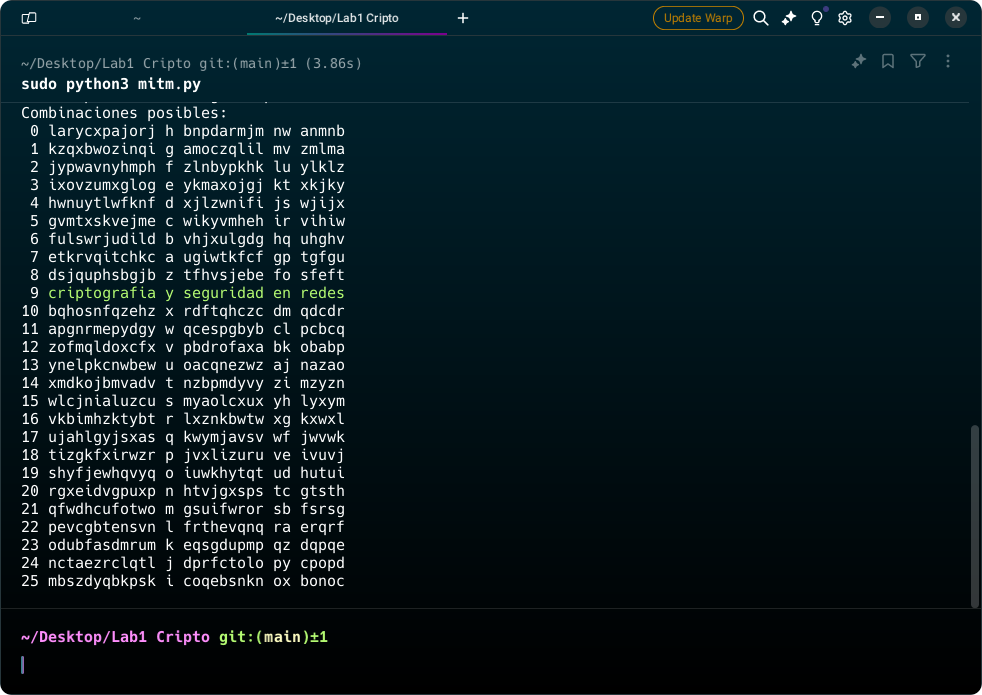 ~
~/Desktop/Lab1 Cripto
+
Update Warp
~/Desktop/Lab1 Cripto git:(main)±1 (3.86s)
sudo python3 mitm.py
Combinaciones posibles:
0 larycxpajorj h bnpdarmjm nw anmnb
1 kzqxbwozinqi g amoczqlil mv zmlma
2 jypwavnyhmph f zlnbypkhk lu ylklz
3 ixovzumxglog e ykmaxojgj kt xkjky
4 hwnuytlwfknf d xjlzwnifi js wjijx
5 gvmtxskvejme c wikyvmheh ir vihiw
6 fulswrjudild b vhjxulgdg hq uhghv
7 etkrvqitchkc a ugiwtkfcf gp tgfgu
8 dsjquphsbgjb z tfhvsjebe fo sfeft
9 criptografia y seguridad en redes
10 bqhosnfqzehz x rdftqhczc dm qdcdr
11 apgnrmepydgy w qcespgbyb cl pcbcq
12 zofmqldoxcfx v pbdrofaxa bk obabp
13 ynelpkcnwbew u oacqnezwz aj nazao
14 xmdkojbmvadv t nzbpmdyvy zi mzyzn
15 wlcjnialuzcu s myaolcxux yh lyxym
16 vkbimhzktybt r lxznkbwtw xg kxwxl
17 ujahlgyjsxas q kwymjavsv wf jwvwk
18 tizgkfxirwzr p jvxlizuru ve ivuvj
19 shyfjewhqvyq o iuwkhytqt ud hutui
20 rgxeidvgpuxp n htvjgxsps tc gtsth
21 qfwdhcufotwo m gsuifwror sb fsrsg
22 pevcgbtensvn l frthevqnq ra erqrf
23 odubfasdmrum k eqsgdupmp qz dqpqe
24 nctaezrclqtl j dprfctolo py cpopd
25 mbszdyqbkpsk i coqebsnkn ox bonoc
~/Desktop/Lab1 Cripto git:(main)±1